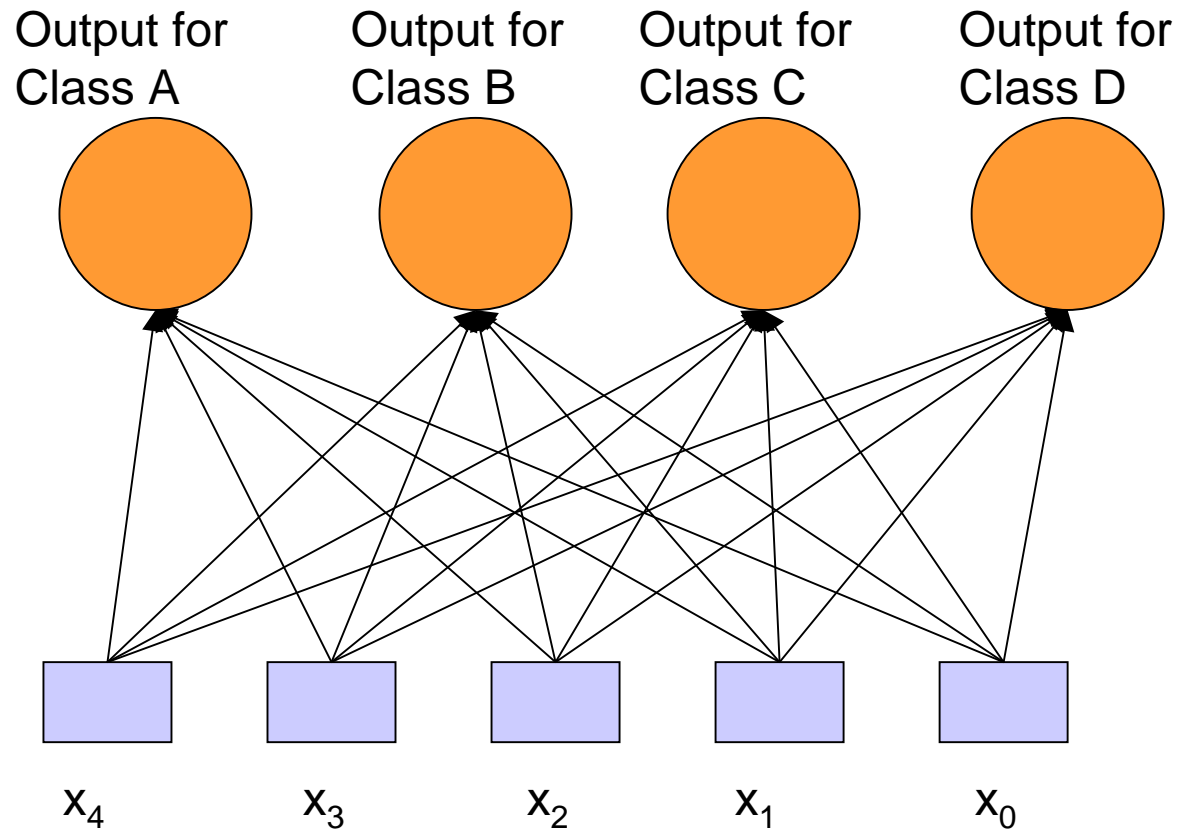 Output for
Class A
Output for
Class B
Output for
Class C
Output for
Class D
x₄
x₃
x₂
x₁
x₀